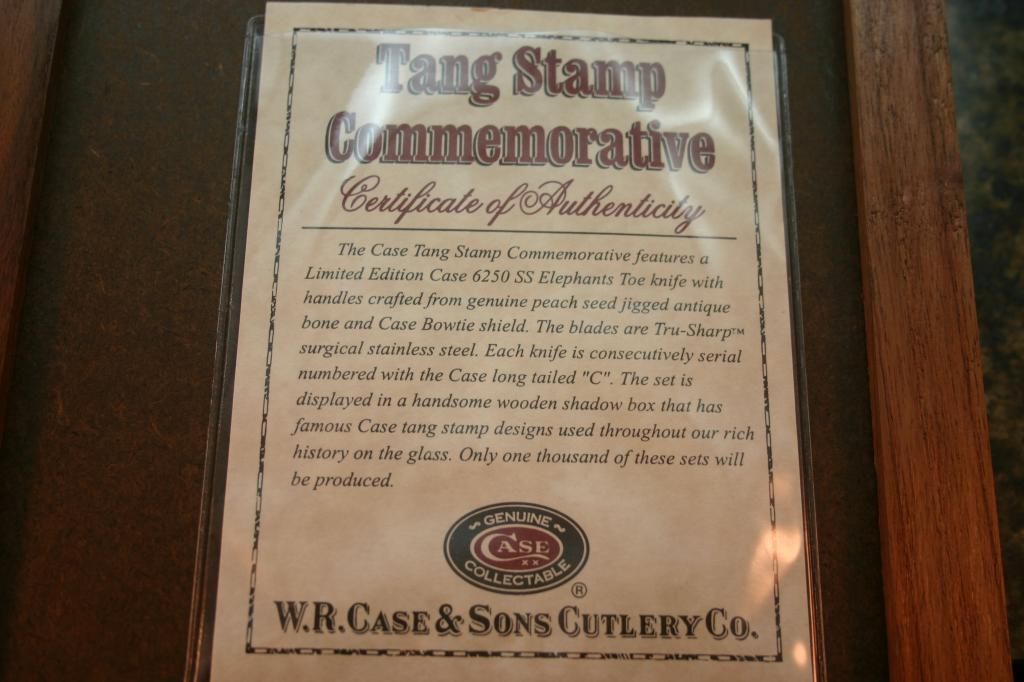 Tang Stamp
Commemorative
Certificate of Authenticity
The Case Tang Stamp Commemorative features a
Limited Edition Case 6250 SS Elephants Toe knife with
handles crafted from genuine peach seed jigged antique
bone and Case Bowtie shield. The blades are Tru-Sharp™
surgical stainless steel. Each knife is consecutively serial
numbered with the Case long tailed "C". The set is
displayed in a handsome wooden shadow box that has
famous Case tang stamp designs used throughout our rich
history on the glass. Only one thousand of these sets will
be produced.
~ GENUINE ~
CASE
XX
COLLECTABLE
®
W.R. CASE & SONS CUTLERY CO.